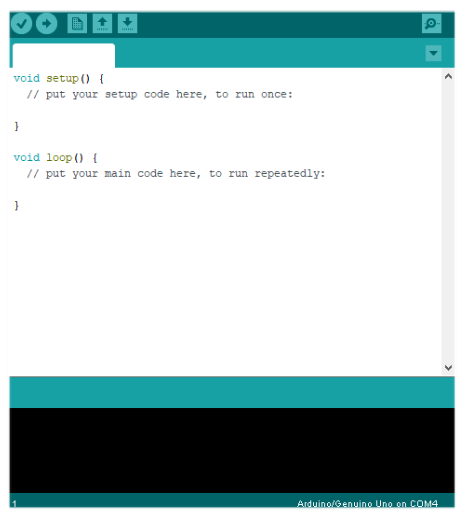 void setup() {
// put your setup code here, to run once:
}
void loop() {
// put your main code here, to run repeatedly:
}
1
Arduino/Genuino Uno on COM4